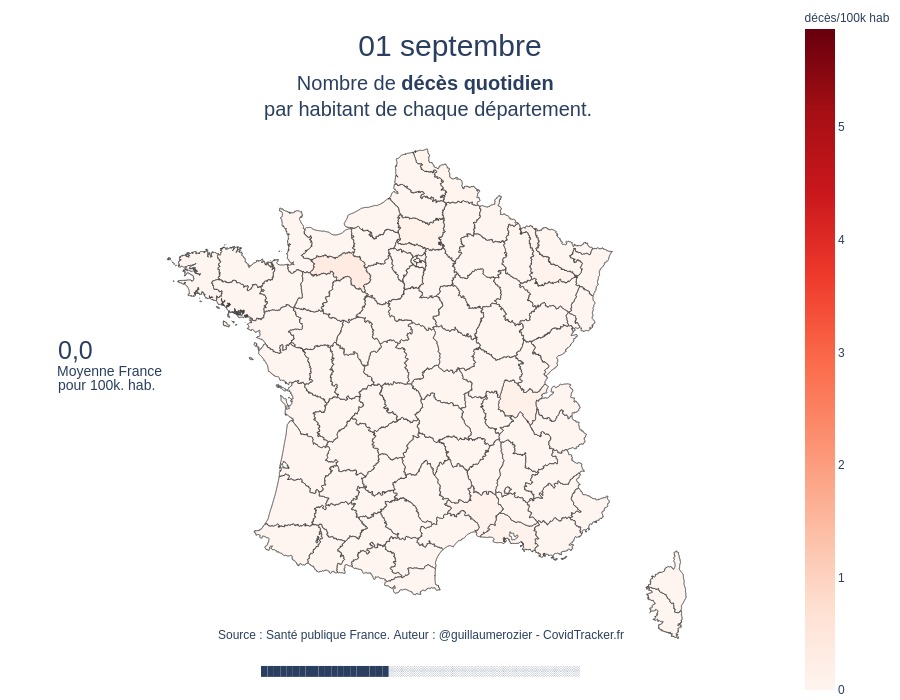 décès/100k hab
01 septembre
Nombre de décès quotidien
par habitant de chaque département.
5
4
3
2
1
0
0,0
Moyenne France
pour 100k. hab.
Source : Santé publique France. Auteur : @guillaumerozier - CovidTracker.fr